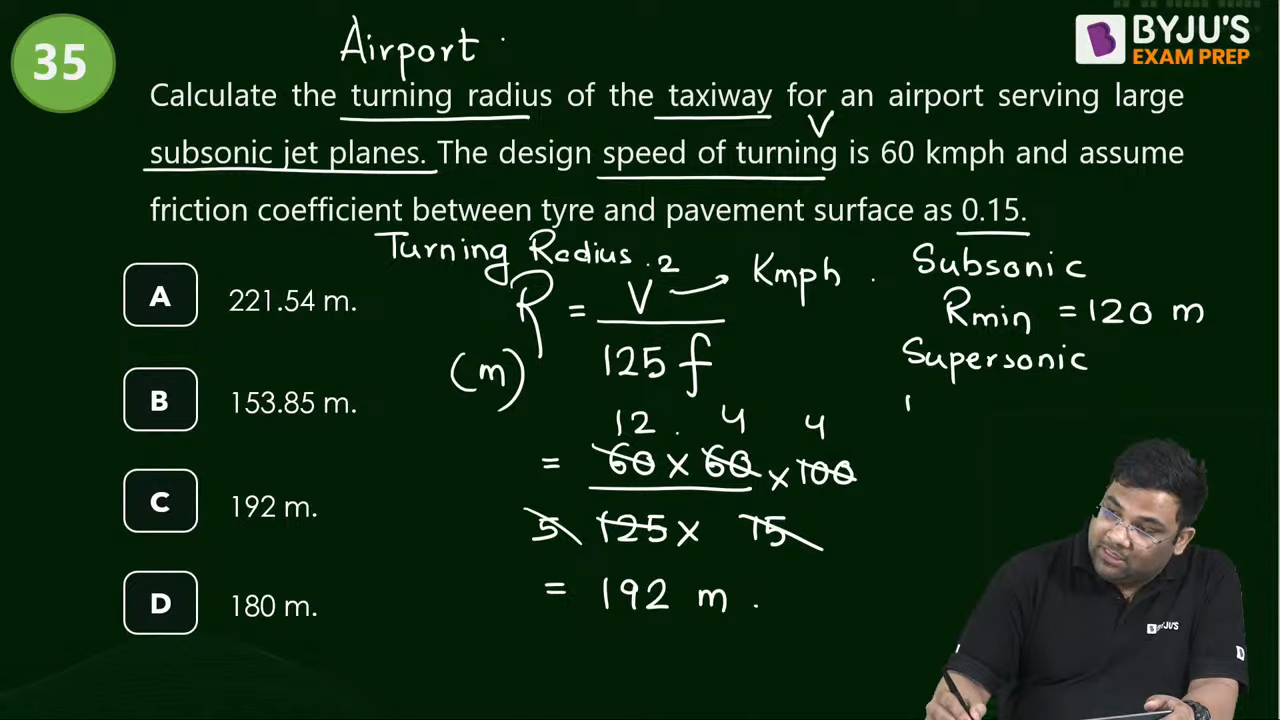 35
Airport
BYJU'S
EXAM PREP
Calculate the turning radius of the taxiway for an airport serving large
V
subsonic jet planes. The design speed of turning is 60 kmph and assume
friction coefficient between tyre and pavement surface as 0.15.
Turning Radius.
A 221.54 m.
B 153.85 m.
C 192 m.
D 180 m.
R = V² → Kmph.
125 f
(m)
12 4 4
= 60 × 60 × 100
5 125 × 15
= 192 m.
Subsonic
Rmin = 120 m
Supersonic
BYJU'S